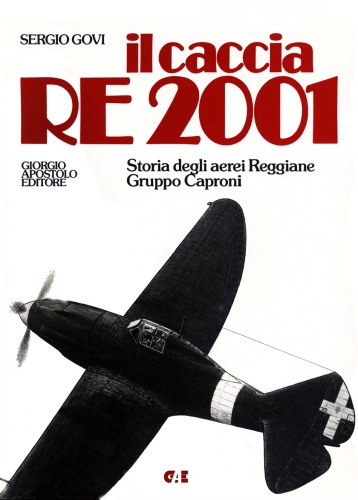 SERGIO GOVI
il caccia
RE 2001
GIORGIO
APOSTOLO
EDITORE
Storia degli aerei Reggiane
Gruppo Caproni
GAE